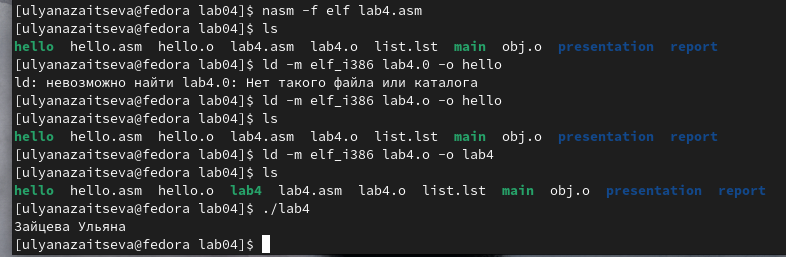 [ulyanazaitseva@fedora lab04]$ nasm -f elf lab4.asm
[ulyanazaitseva@fedora lab04]$ ls
hello  hello.asm  hello.o  lab4.asm  lab4.o  list.lst  main  obj.o  presentation  report
[ulyanazaitseva@fedora lab04]$ ld -m elf_i386 lab4.0 -o hello
ld: невозможно найти lab4.0: Нет такого файла или каталога
[ulyanazaitseva@fedora lab04]$ ld -m elf_i386 lab4.o -o hello
[ulyanazaitseva@fedora lab04]$ ls
hello  hello.asm  hello.o  lab4.asm  lab4.o  list.lst  main  obj.o  presentation  report
[ulyanazaitseva@fedora lab04]$ ld -m elf_i386 lab4.o -o lab4
[ulyanazaitseva@fedora lab04]$ ls
hello  hello.asm  hello.o  lab4  lab4.asm  lab4.o  list.lst  main  obj.o  presentation  report
[ulyanazaitseva@fedora lab04]$ ./lab4
Зайцева Ульяна
[ulyanazaitseva@fedora lab04]$